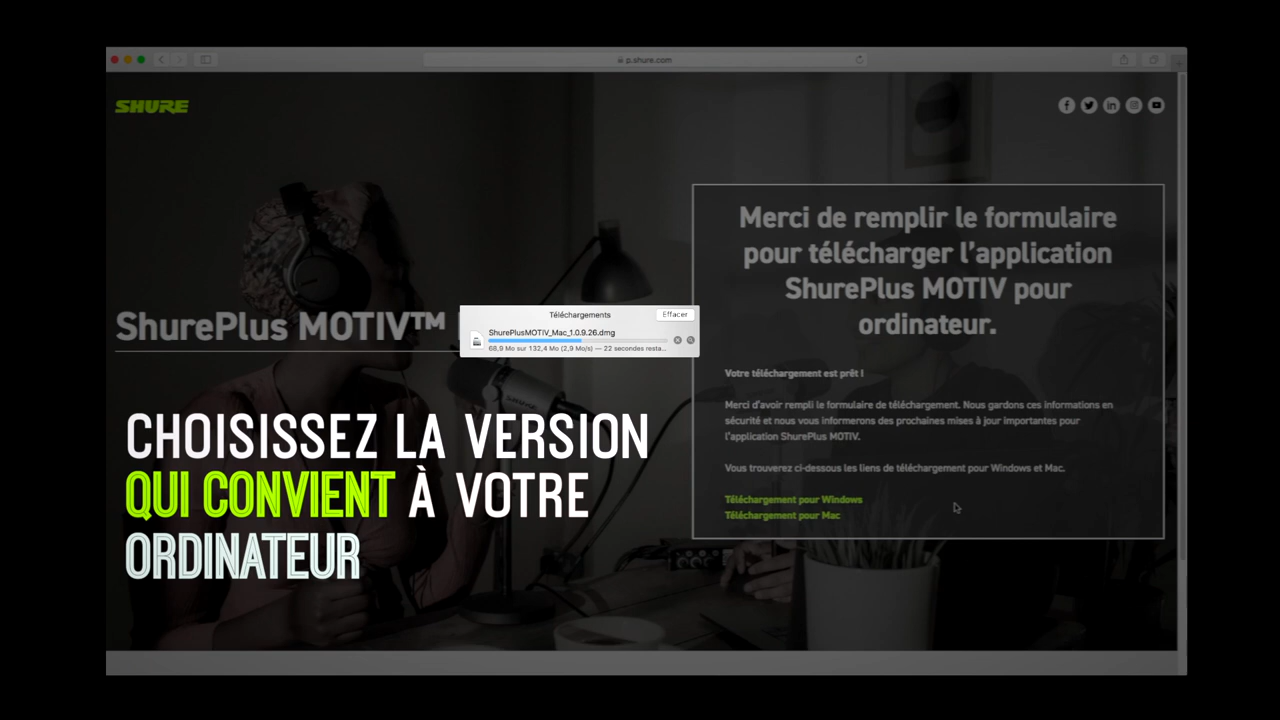 p.shure.com
SHURE
Merci de remplir le formulaire
pour télécharger l'application
ShurePlus MOTIV pour
ordinateur.
ShurePlus MOTIV™
Téléchargements
Effacer
ShurePlusMOTIV_Mac_1.0.9.26.dmg
68,9 Mo sur 132,4 Mo (2,9 Mo/s) — 22 secondes resta...
Votre téléchargement est prêt !
Merci d'avoir rempli le formulaire de téléchargement. Nous gardons ces informations en
sécurité et nous vous informerons des prochaines mises à jour importantes pour
l'application ShurePlus MOTIV.
Vous trouverez ci-dessous les liens de téléchargement pour Windows et Mac.
Téléchargement pour Windows
Téléchargement pour Mac
CHOISISSEZ LA VERSION
QUI CONVIENT À VOTRE
ORDINATEUR
SHURE